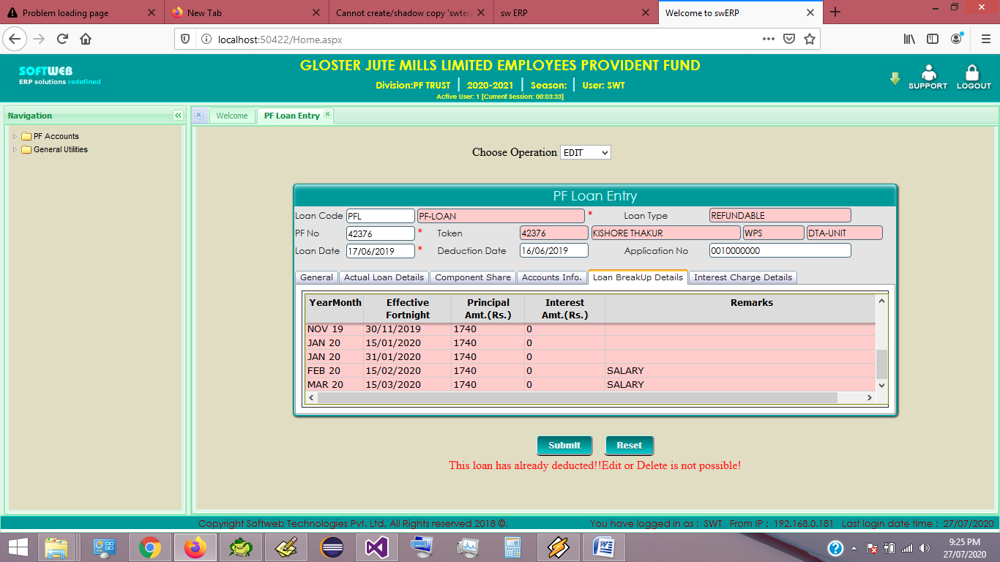 Problem loading page
New Tab
Cannot create/shadow copy 'swter
sw ERP
Welcome to swERP
localhost:50422/Home.aspx
SOFTWEB
ERP solutions redefined
GLOSTER JUTE MILLS LIMITED EMPLOYEES PROVIDENT FUND
Division:PF TRUST | 2020-2021 | Season: | User: SWT
Active User: 1 [Current Session: 00:03:33]
SUPPORT
LOGOUT
Navigation
Welcome
PF Loan Entry
PF Accounts
General Utilities
Choose Operation EDIT
PF Loan Entry
Loan Code PFL PF-LOAN * Loan Type REFUNDABLE
PF No 42376 * Token 42376 KISHORE THAKUR WPS DTA-UNIT
Loan Date 17/06/2019 * Deduction Date 16/06/2019 Application No 0010000000
General Actual Loan Details Component Share Accounts Info. Loan BreakUp Details Interest Charge Details
YearMonth Effective Fortnight Principal Amt.(Rs.) Interest Amt.(Rs.) Remarks
NOV 19 30/11/2019 1740 0
JAN 20 15/01/2020 1740 0
JAN 20 31/01/2020 1740 0
FEB 20 15/02/2020 1740 0 SALARY
MAR 20 15/03/2020 1740 0 SALARY
Submit Reset
This loan has already deducted!!Edit or Delete is not possible!
Copyright Softweb Technologies Pvt. Ltd. All Rights reserved 2018 ©.
You have logged in as : SWT From IP : 192.168.0.181 Last login date time : 27/07/2020
9:25 PM
27/07/2020